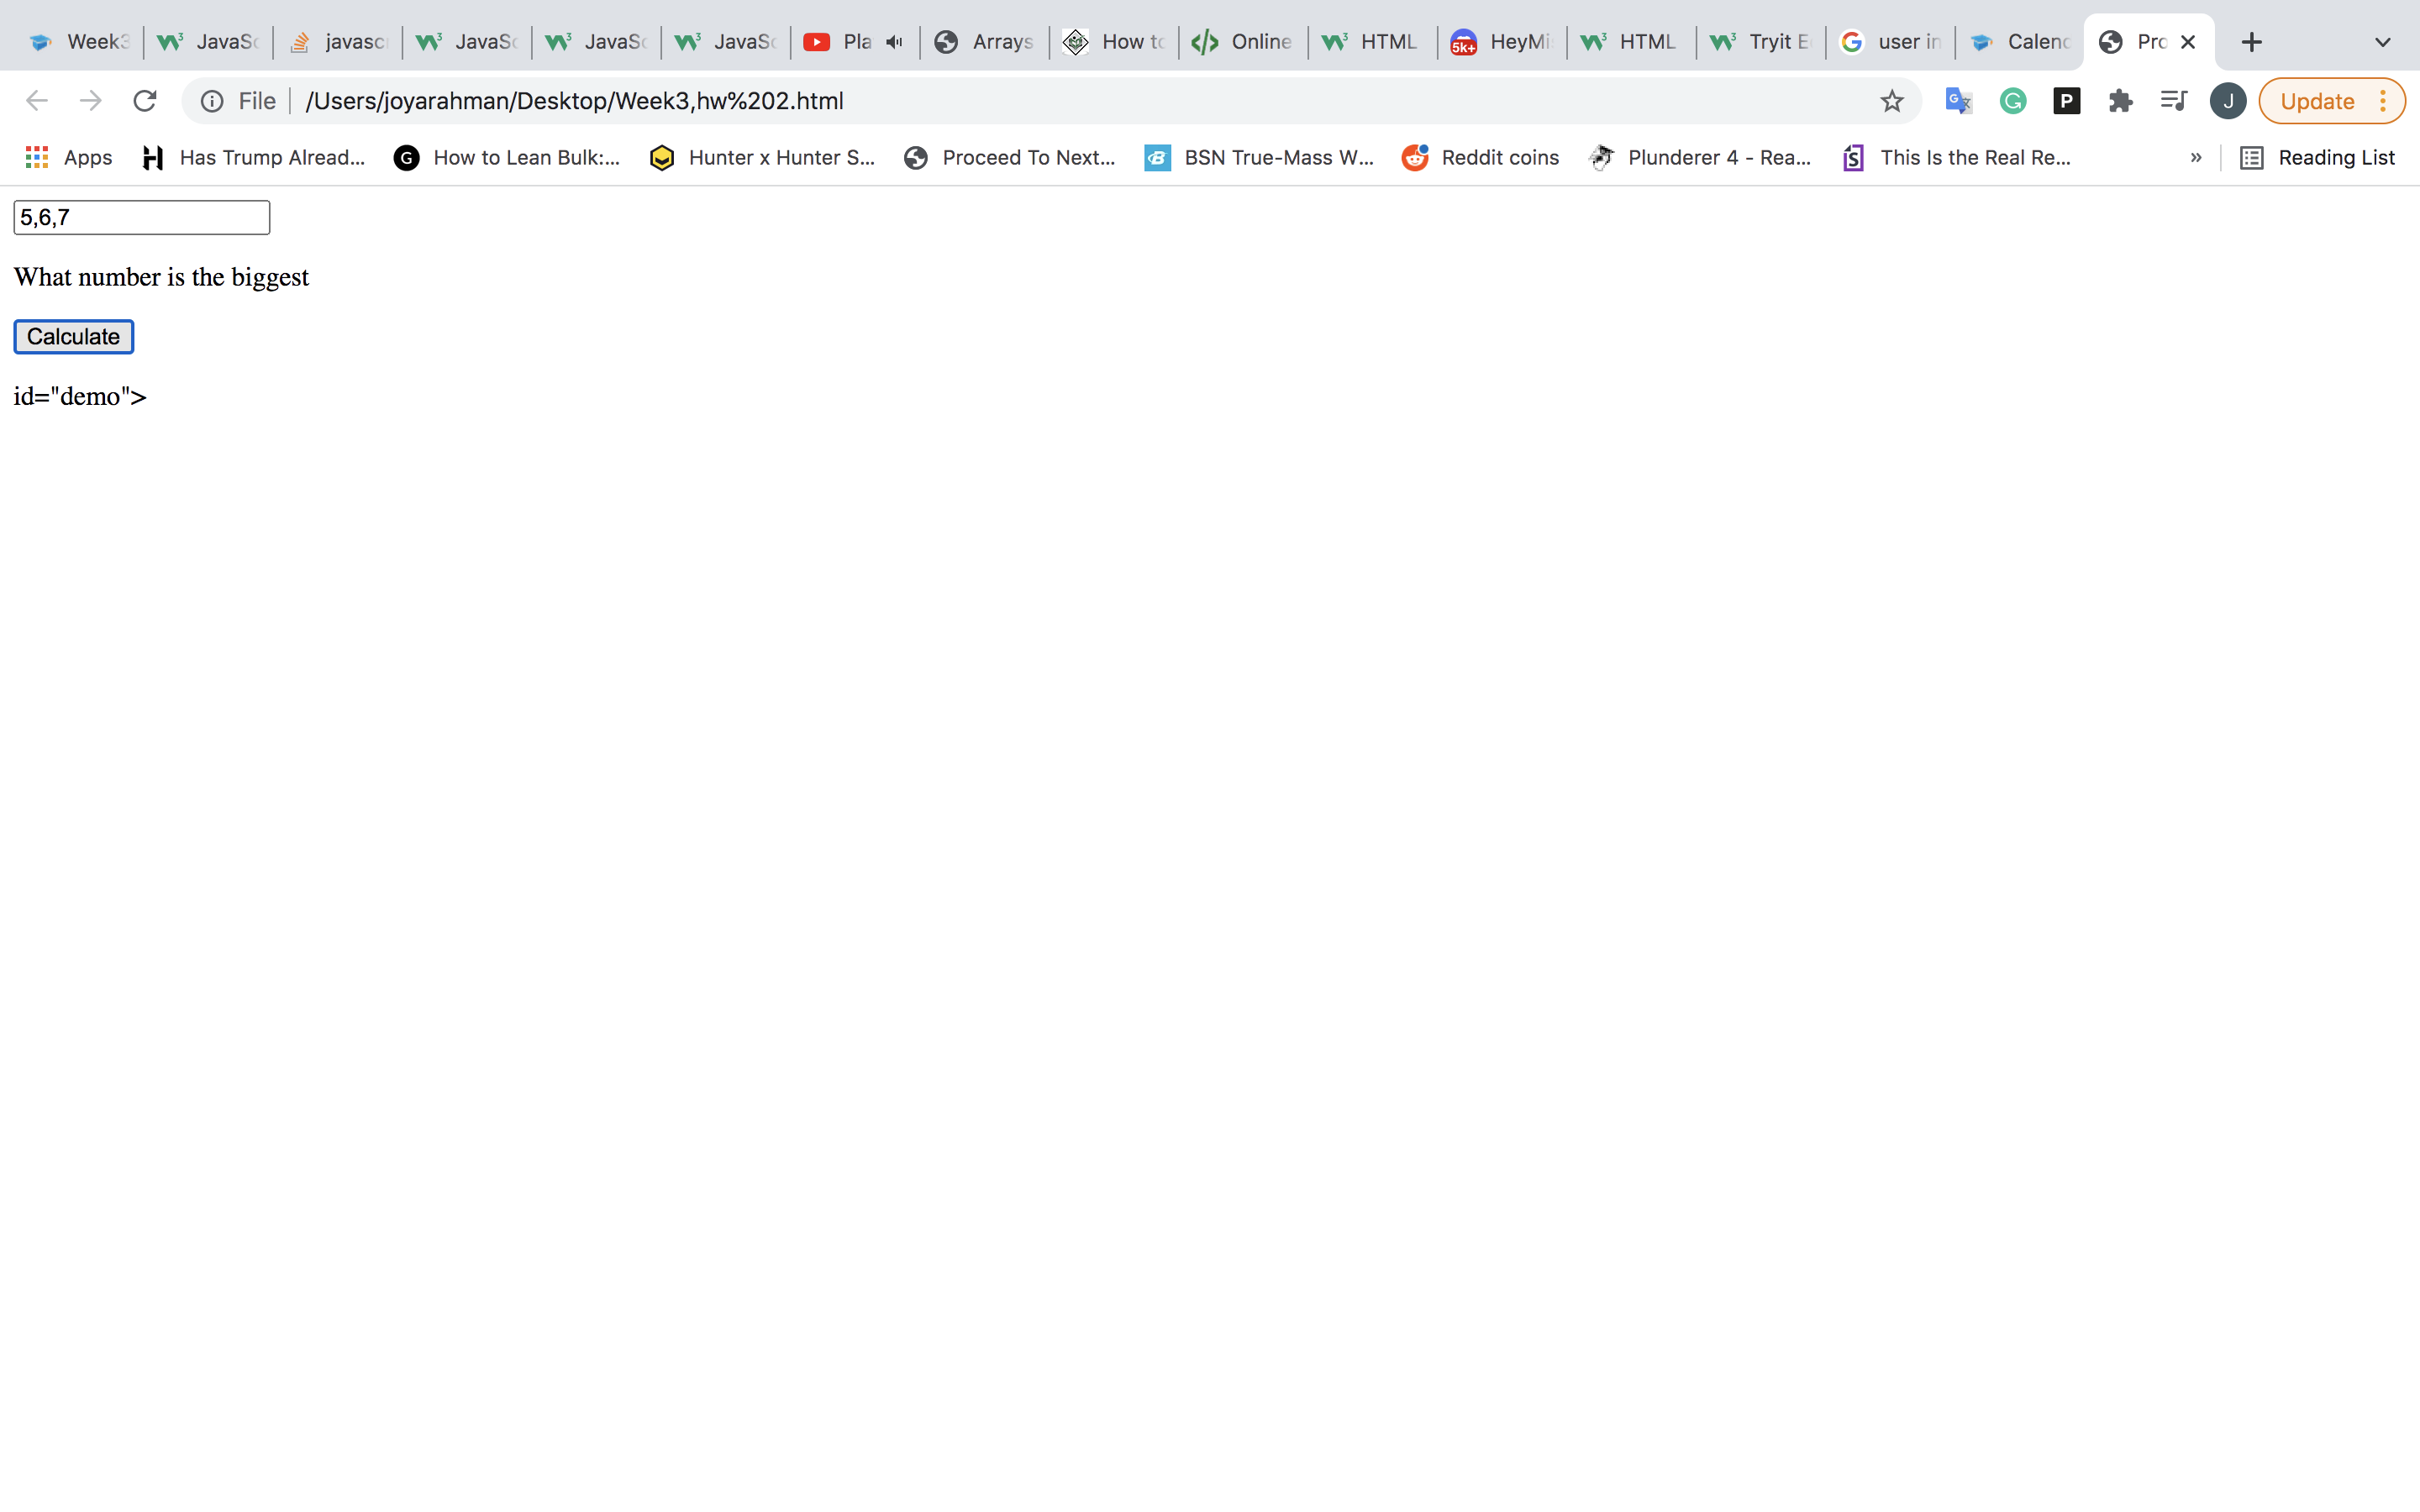 Week3 JavaSc javascr JavaSc JavaSc JavaSc Pla Arrays How to Online HTML 5k+ HeyMi HTML Tryit E user in Calenc Pro
File /Users/joyarahman/Desktop/Week3,hw%202.html P J Update
Apps Has Trump Alread... G How to Lean Bulk:... Hunter x Hunter S... Proceed To Next... B BSN True-Mass W... Reddit coins Plunderer 4 - Rea... S This Is the Real Re... » Reading List
5,6,7
What number is the biggest
Calculate
id="demo">